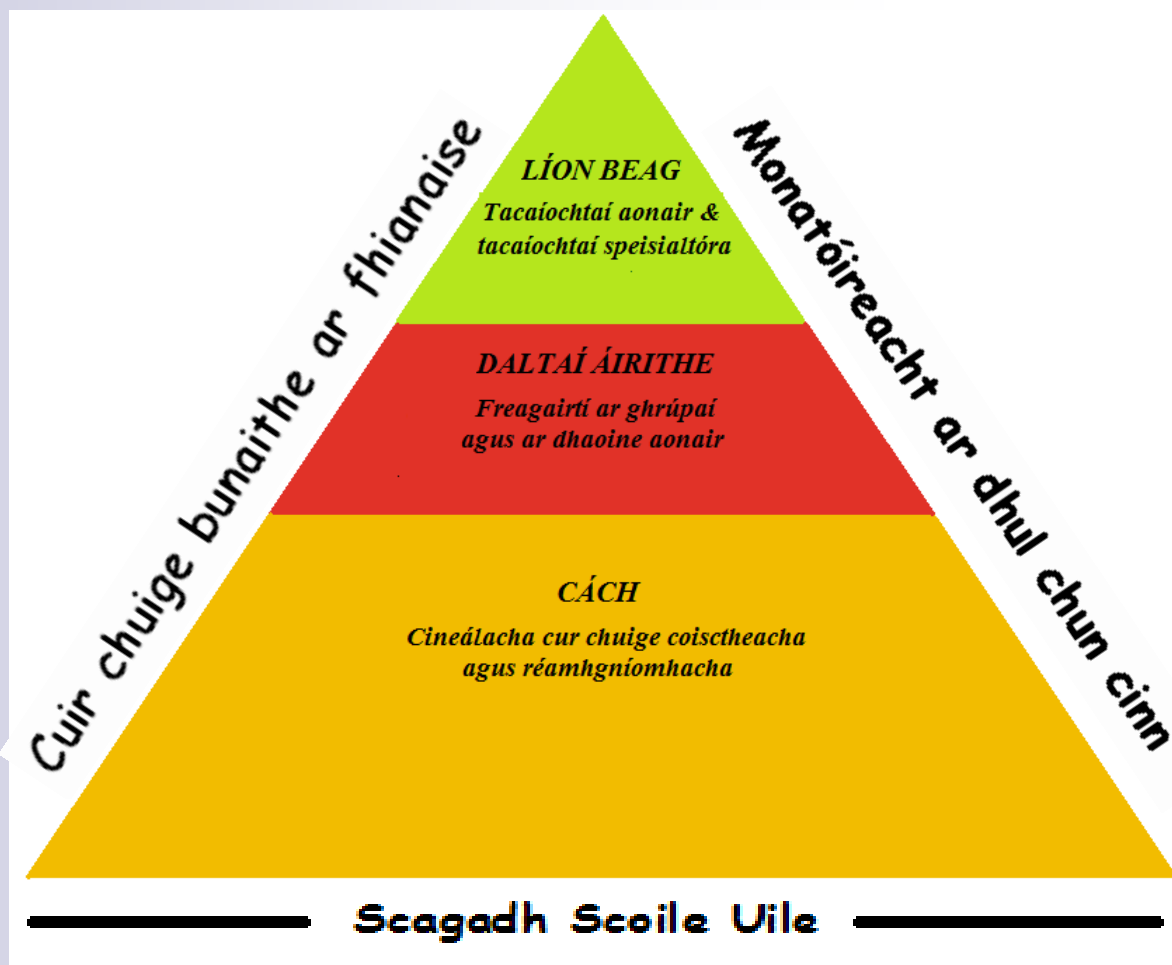 Cuir chuige bunaithe ar fhianaise
Monatóireacht ar dhul chun cinn
LÍON BEAG
Tacaíochtaí aonair &
tacaíochtaí speisialtóra
DALTAÍ ÁIRITHE
Freagairtí ar ghrúpaí
agus ar dhaoine aonair
CÁCH
Cineálacha cur chuige coisctheacha
agus réamhgníomhacha
Scagadh Scoile Uile